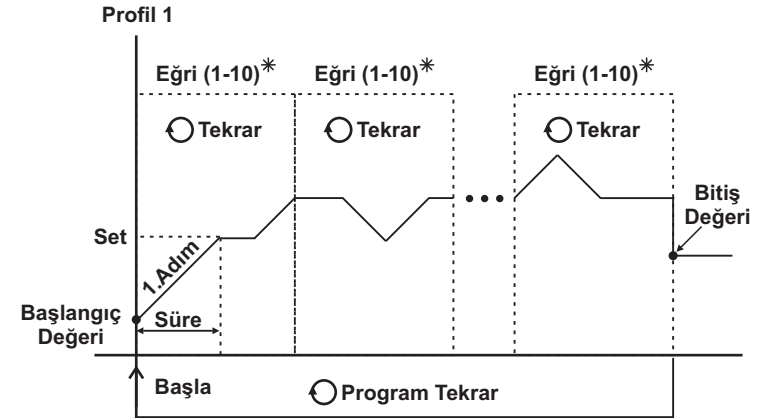 Profil 1
Eğri (1-10)*
Eğri (1-10)*
Eğri (1-10)*
Tekrar
Tekrar
Tekrar
Bitiş
Değeri
Set
1.Adım
Başlangıç
Değeri
Süre
Başla
Program Tekrar